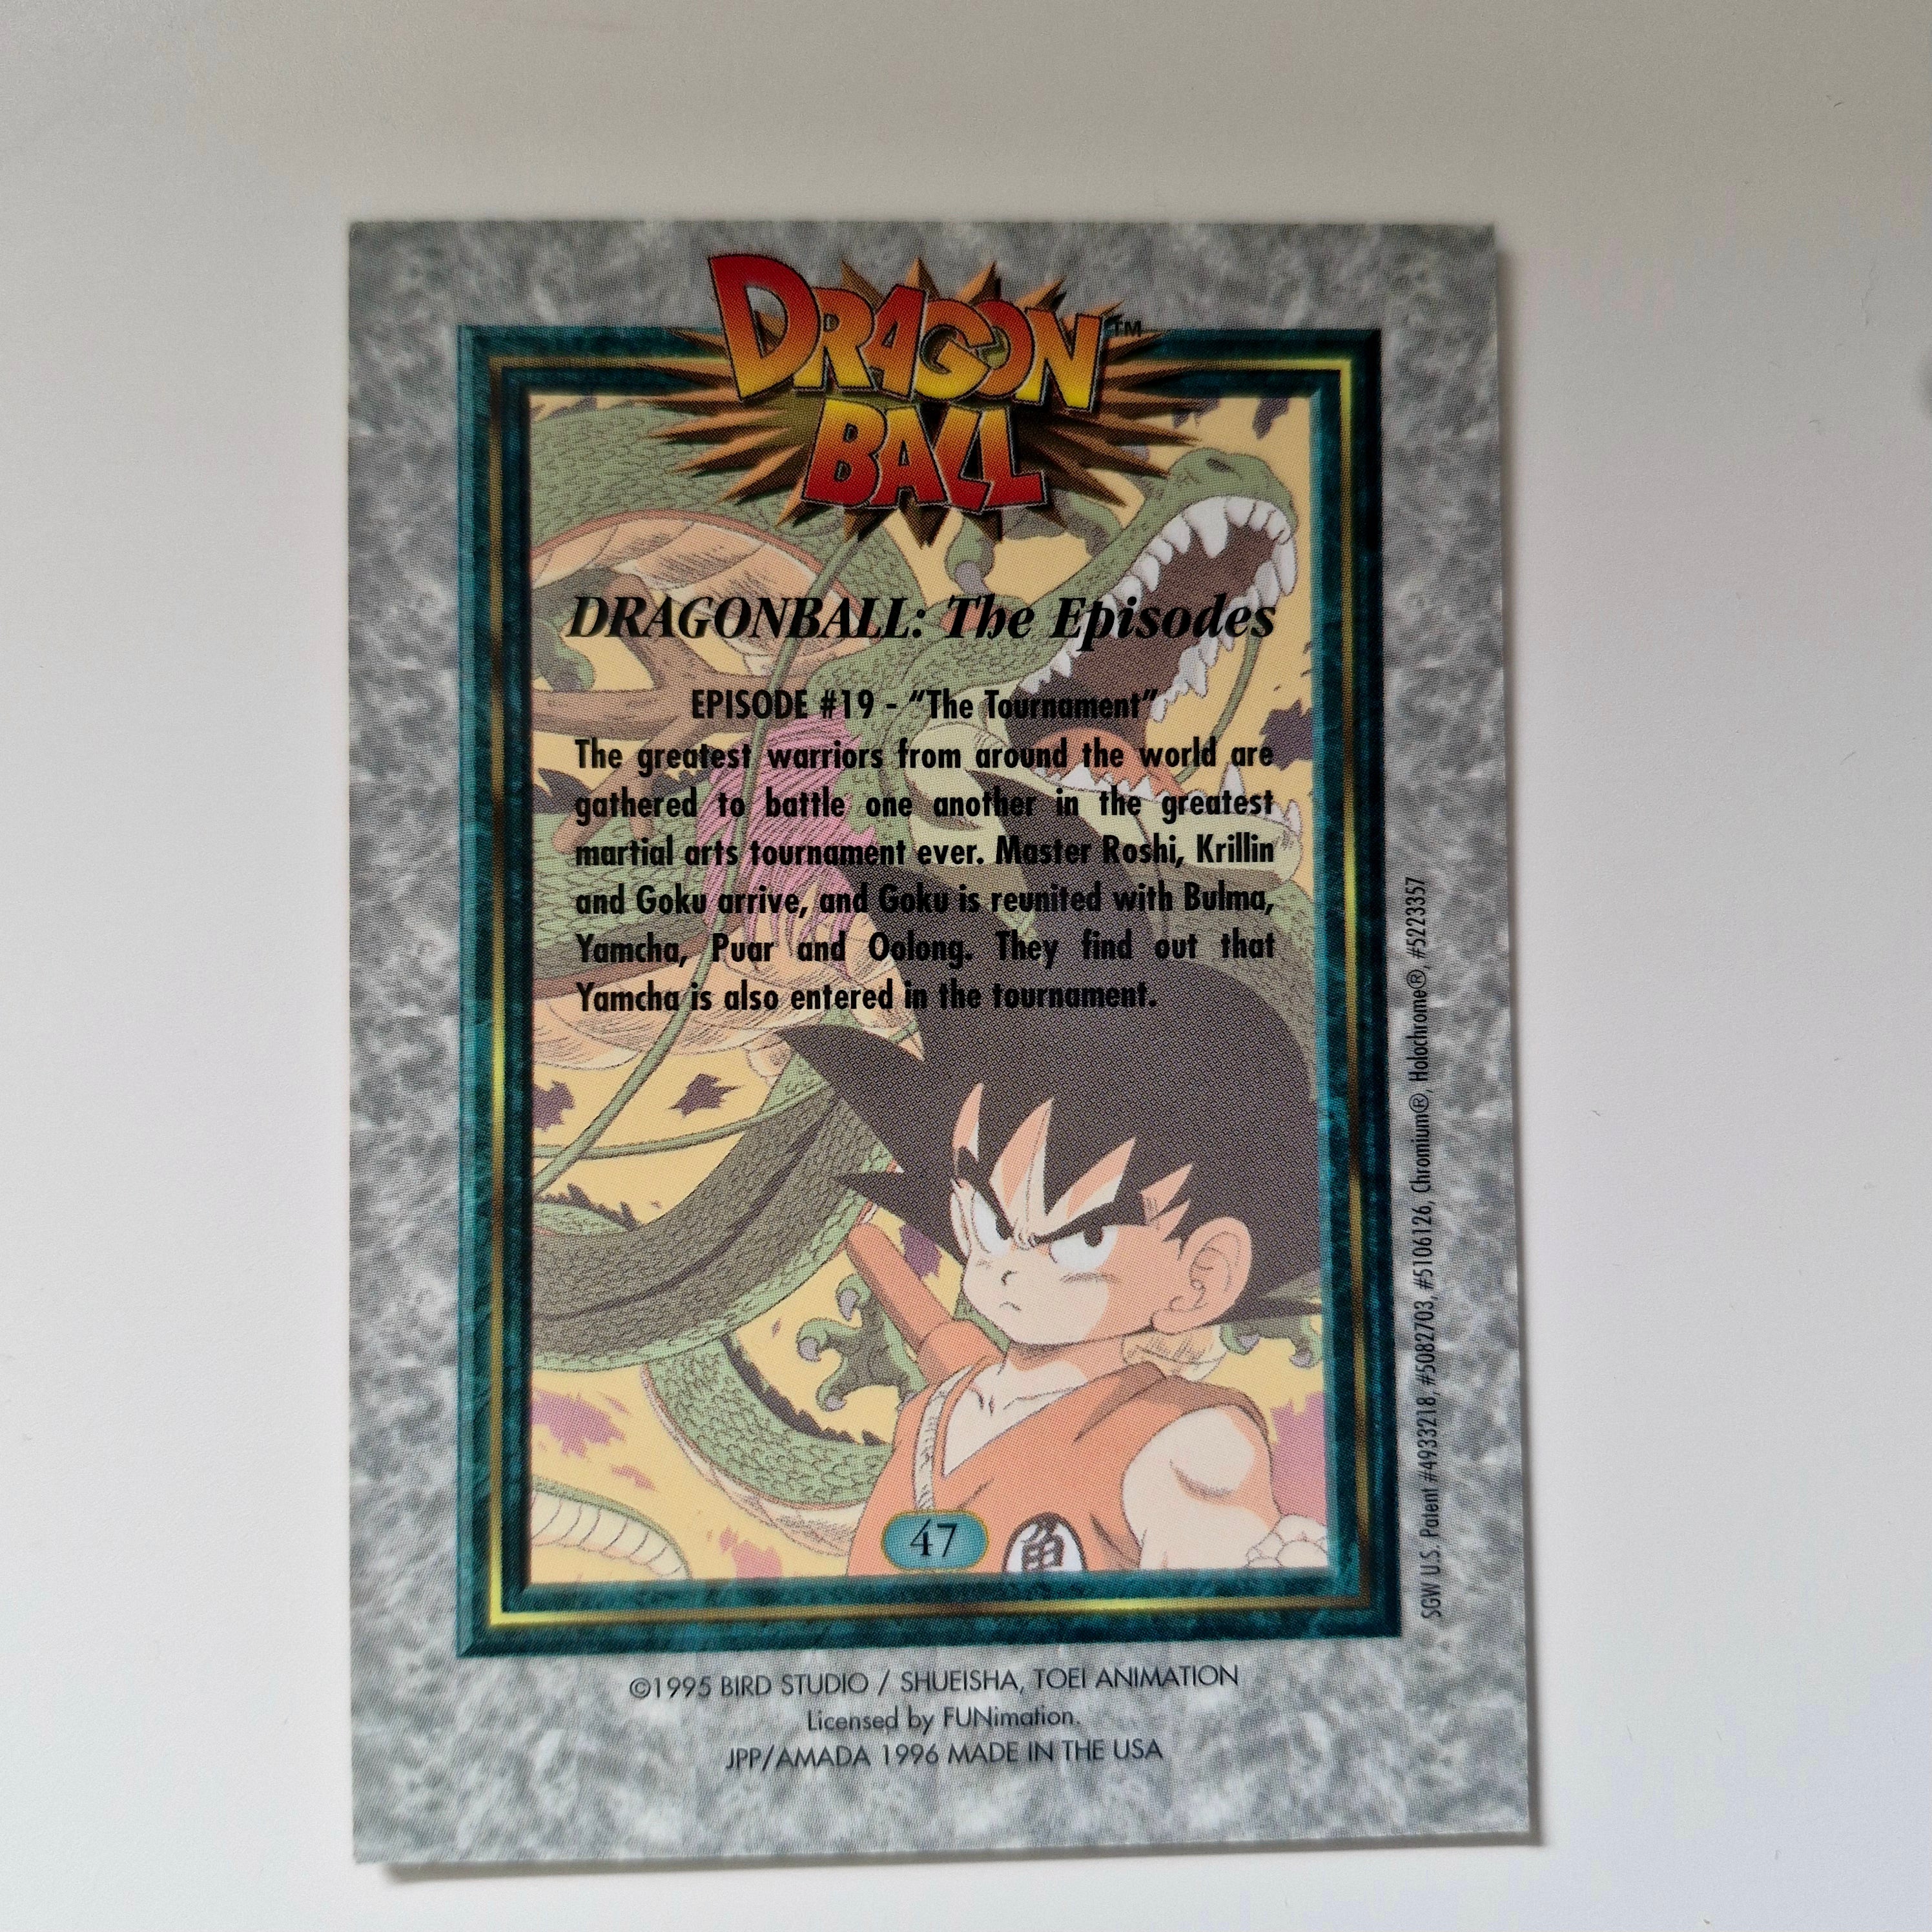 DRAGON™
BALL
DRAGONBALL: The Episodes
EPISODE #19 - "The Tournament"
The greatest warriors from around the world are
gathered to battle one another in the greatest
martial arts tournament ever. Master Roshi, Krillin
and Goku arrive, and Goku is reunited with Bulma,
Yamcha, Puar and Oolong. They find out that
Yamcha is also entered in the tournament.
亀
47
SGW U.S. Patent #4933218, #5082703, #5106126, Chromium®, Holochrome®, #5223357
©1995 BIRD STUDIO / SHUEISHA, TOEI ANIMATION
Licensed by FUNimation.
JPP/AMADA 1996 MADE IN THE USA